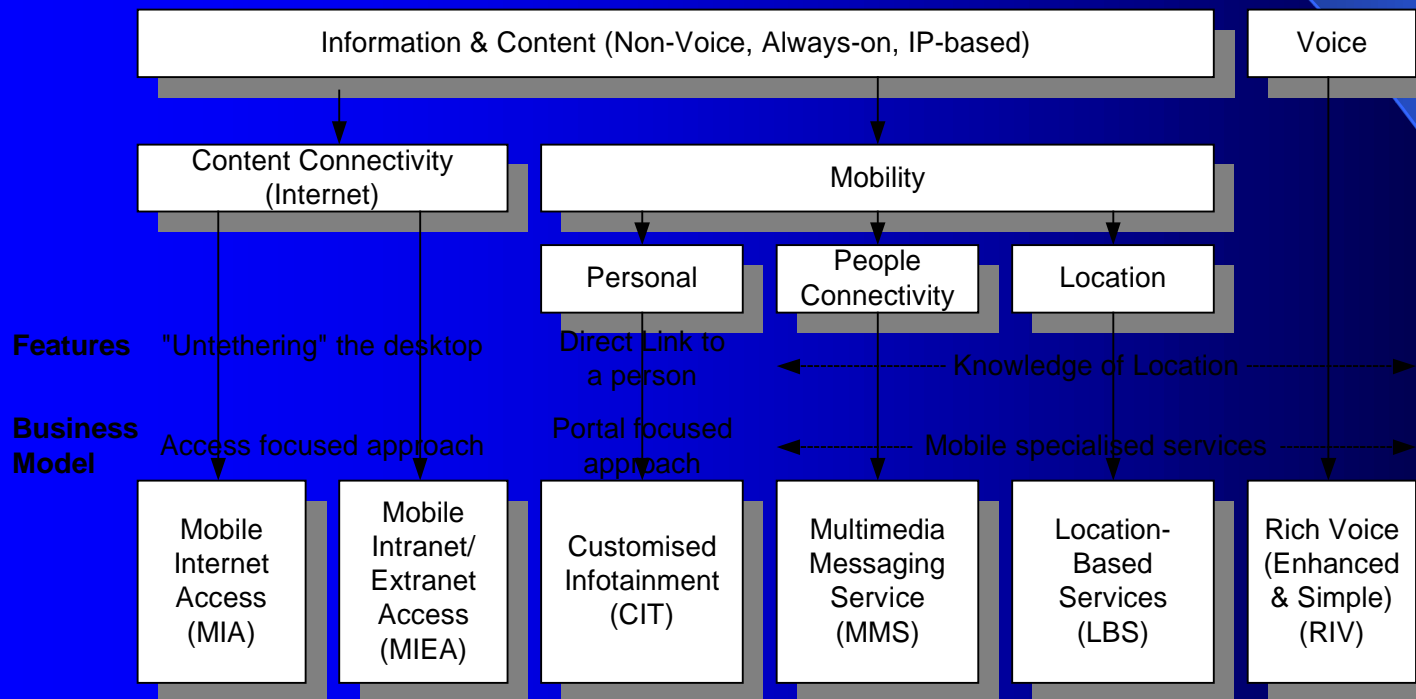 Information & Content (Non-Voice, Always-on, IP-based)
Voice
Content Connectivity
(Internet)
Mobility
Personal
People
Connectivity
Location
Features
"Untethering" the desktop
Direct Link to
a person
Knowledge of Location
Business
Model
Access focused approach
Portal focused
approach
Mobile specialised services
Mobile
Internet
Access
(MIA)
Mobile
Intranet/
Extranet
Access
(MIEA)
Customised
Infotainment
(CIT)
Multimedia
Messaging
Service
(MMS)
Location-
Based
Services
(LBS)
Rich Voice
(Enhanced
& Simple)
(RIV)